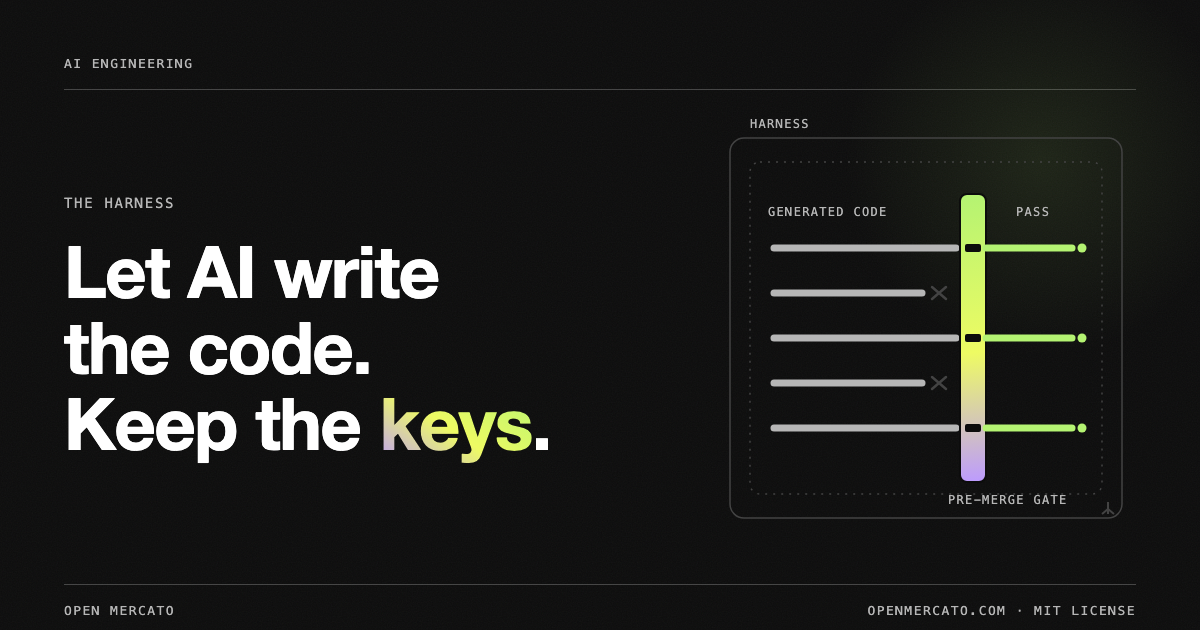 AI ENGINEERING
HARNESS
THE HARNESS
Let AI write
the code.
Keep the keys.
GENERATED CODE
PASS
PRE–MERGE GATE
OPEN MERCATO
OPENMERCATO.COM · MIT LICENSE